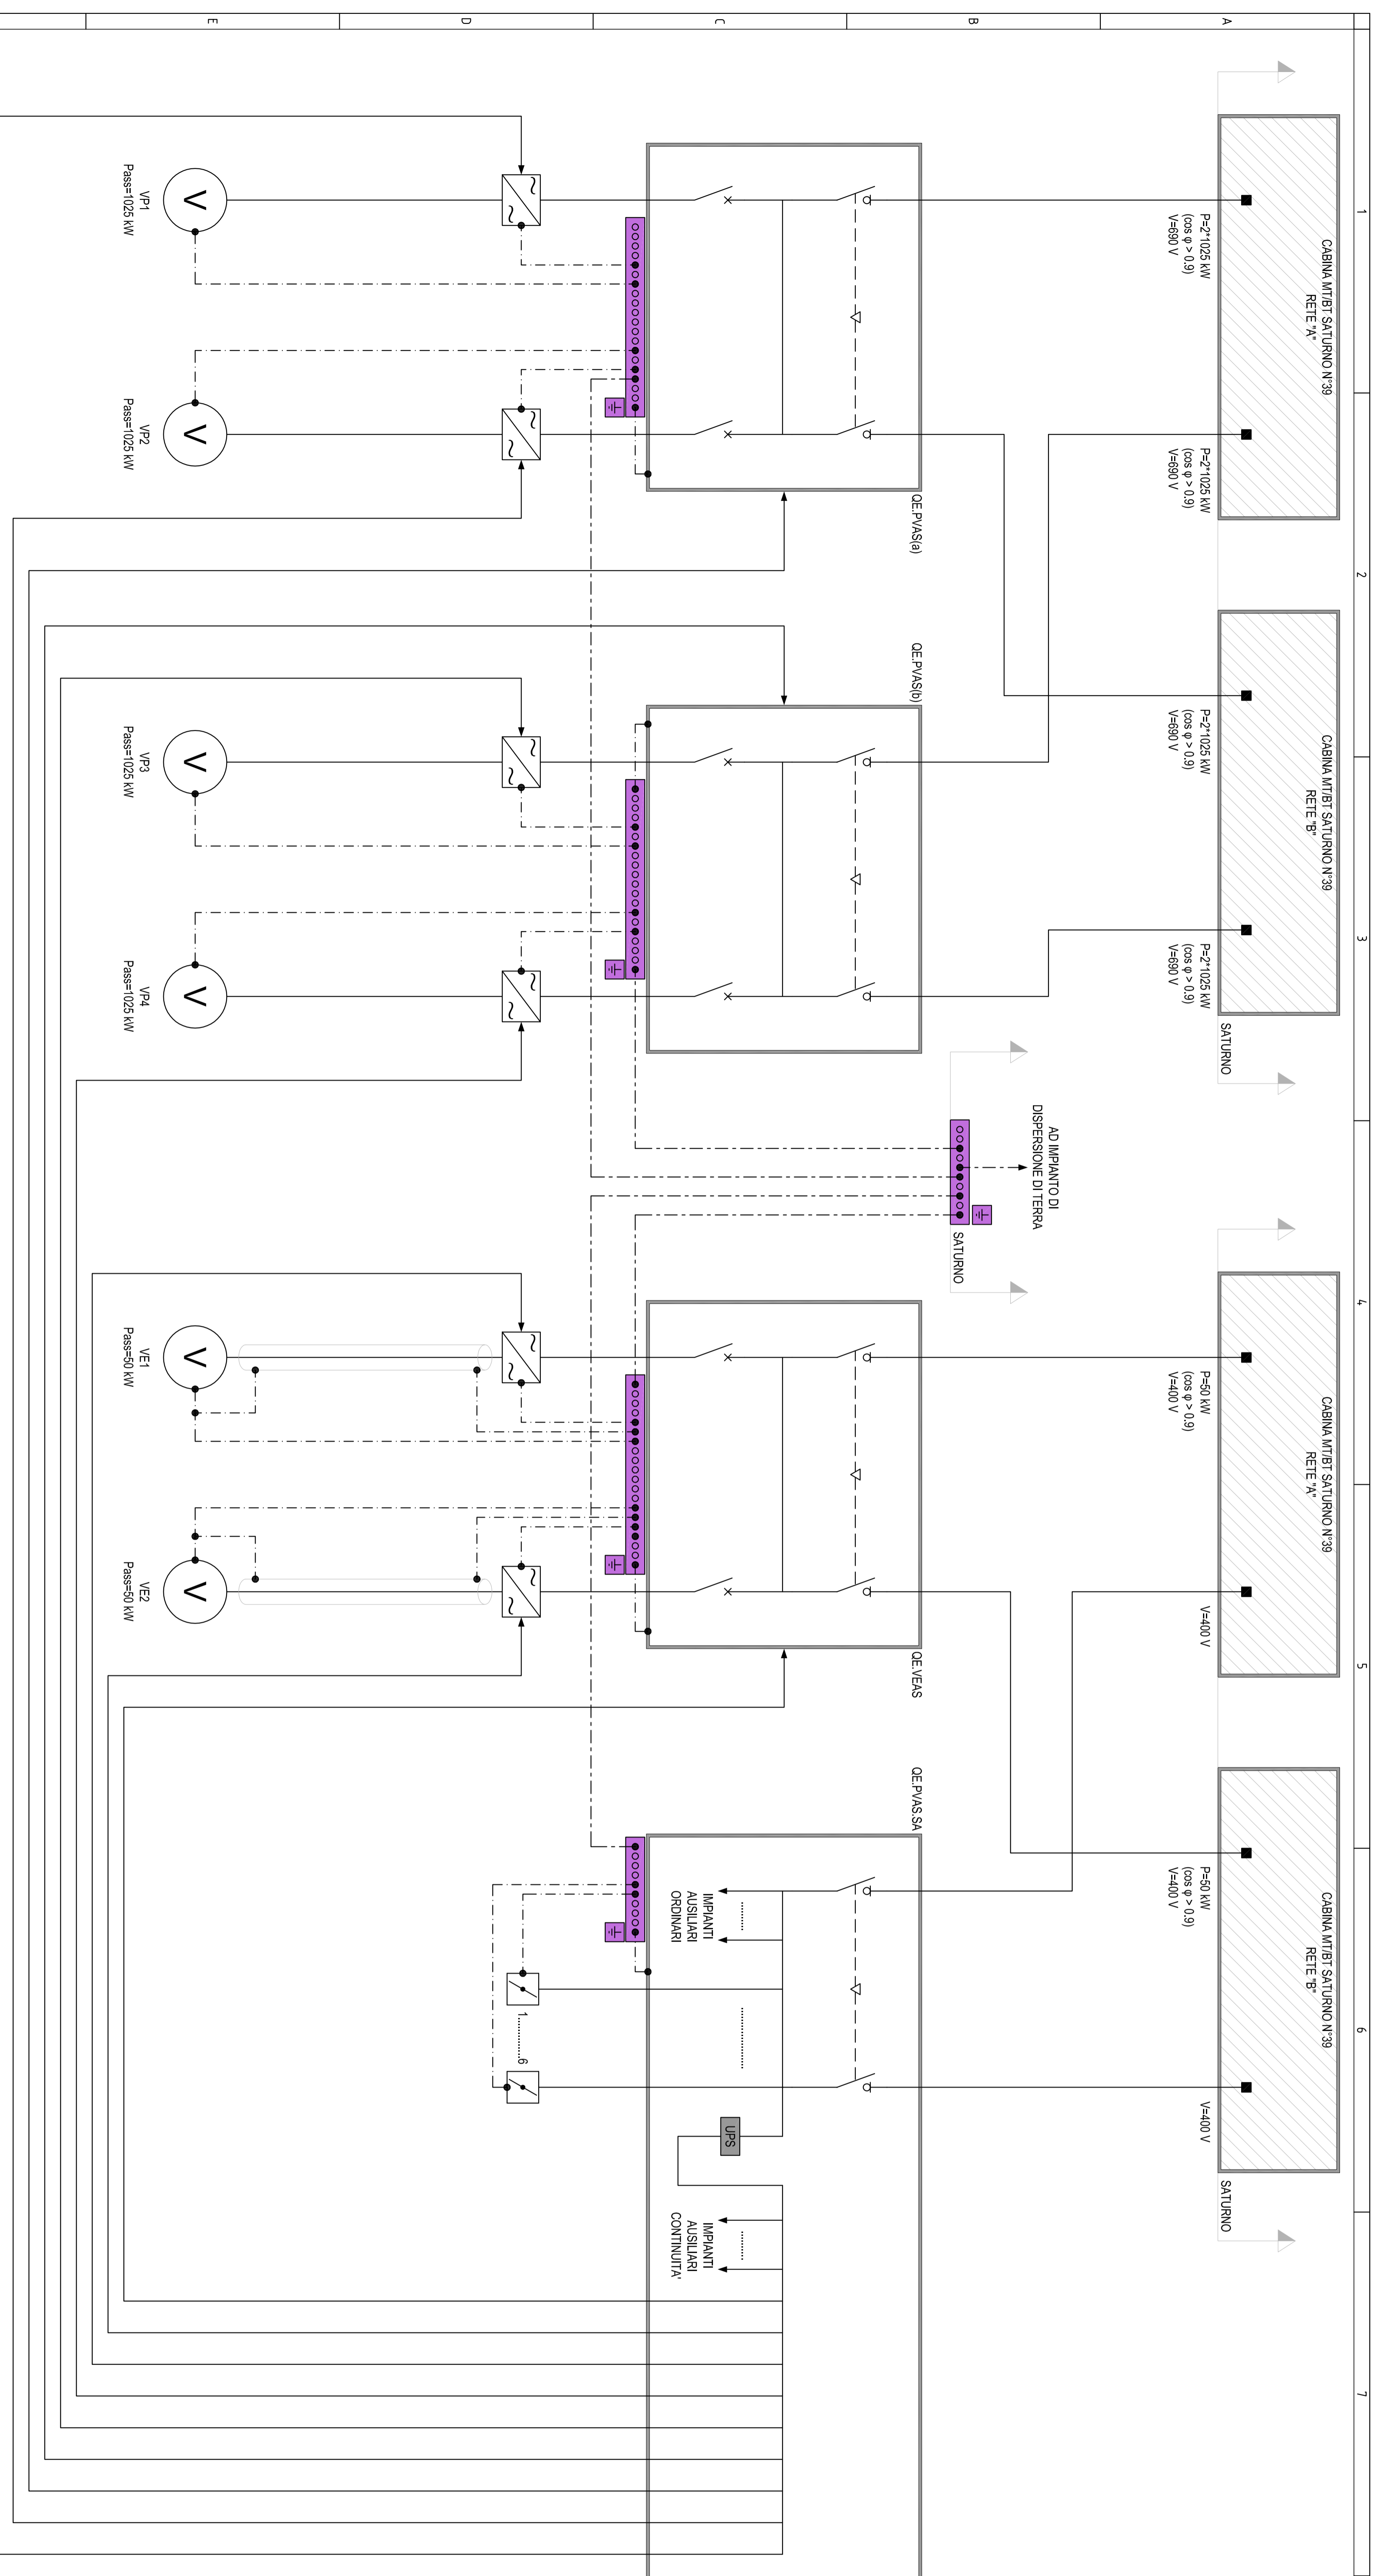 1
2
3
4
5
6
7
A
B
C
D
E
CABINA MT/BT SATURNO N°39
RETE "A"
P=2*1025 kW
(cos φ > 0.9)
V=690 V
P=2*1025 kW
(cos φ > 0.9)
V=690 V
CABINA MT/BT SATURNO N°39
RETE "B"
P=2*1025 kW
(cos φ > 0.9)
V=690 V
P=2*1025 kW
(cos φ > 0.9)
V=690 V
SATURNO
CABINA MT/BT SATURNO N°39
RETE "A"
P=50 kW
(cos φ > 0.9)
V=400 V
V=400 V
CABINA MT/BT SATURNO N°39
RETE "B"
P=50 kW
(cos φ > 0.9)
V=400 V
V=400 V
SATURNO
AD IMPIANTO DI
DISPERSIONE DI TERRA
SATURNO
QE.PVAS(a)
QE.PVAS(b)
QE.VEAS
QE.PVAS.SA
IMPIANTI
AUSILIARI
ORDINARI
UPS
IMPIANTI
AUSILIARI
CONTINUITA'
1............6
V
VP1
Pass=1025 kW
V
VP2
Pass=1025 kW
V
VP3
Pass=1025 kW
V
VP4
Pass=1025 kW
V
VE1
Pass=50 kW
V
VE2
Pass=50 kW